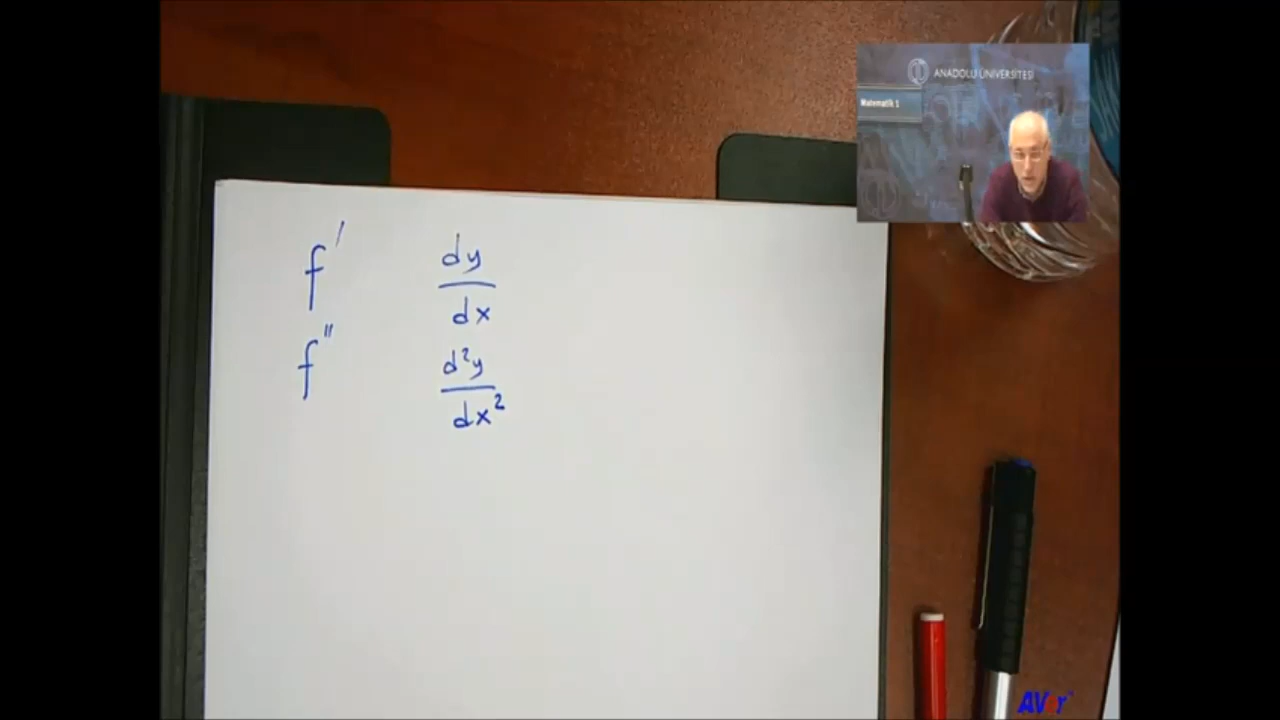 ANADOLU ÜNİVERSİTESİ
Matematik 1
f' dy/dx
f'' d²y/dx²
AVer